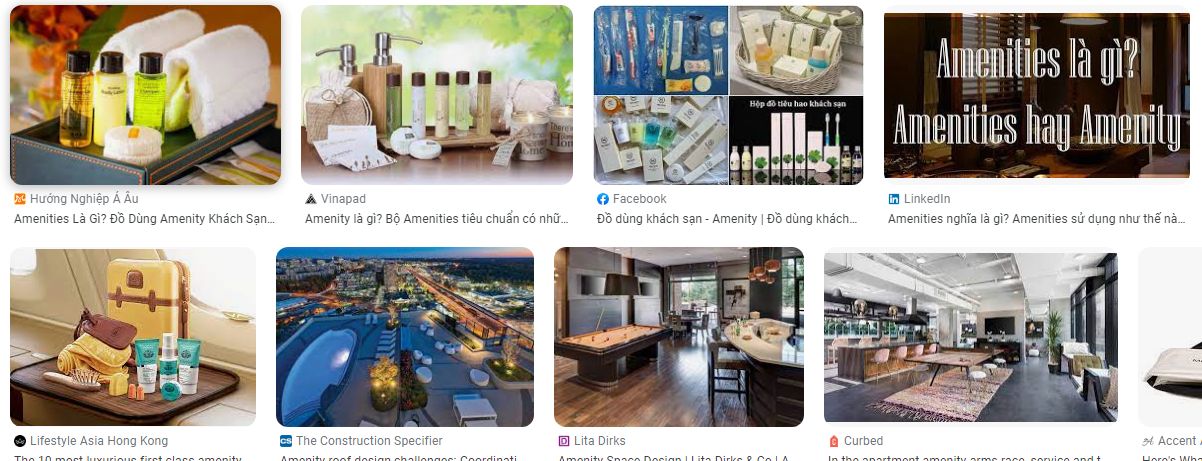 Amenities là gì?
Amenities hay Amenity
Hộp đồ tiêu hao khách sạn
Hướng Nghiệp Á Âu
Vinapad
Facebook
LinkedIn
Amenities Là Gì? Đồ Dùng Amenity Khách Sạn...
Amenity là gì? Bộ Amenities tiêu chuẩn có nhữ...
Đồ dùng khách sạn - Amenity | Đồ dùng khách...
Amenities nghĩa là gì? Amenities sử dụng như thế nà...
Lifestyle Asia Hong Kong
The Construction Specifier
Lita Dirks
Curbed
Accent
The 10 most luxurious first class amenity
Amenity roof design challenges: Coordinati
Amenity Space Design | Lita Dirks & Co | A
In the apartment amenity arms race, service and t
Here's Wh